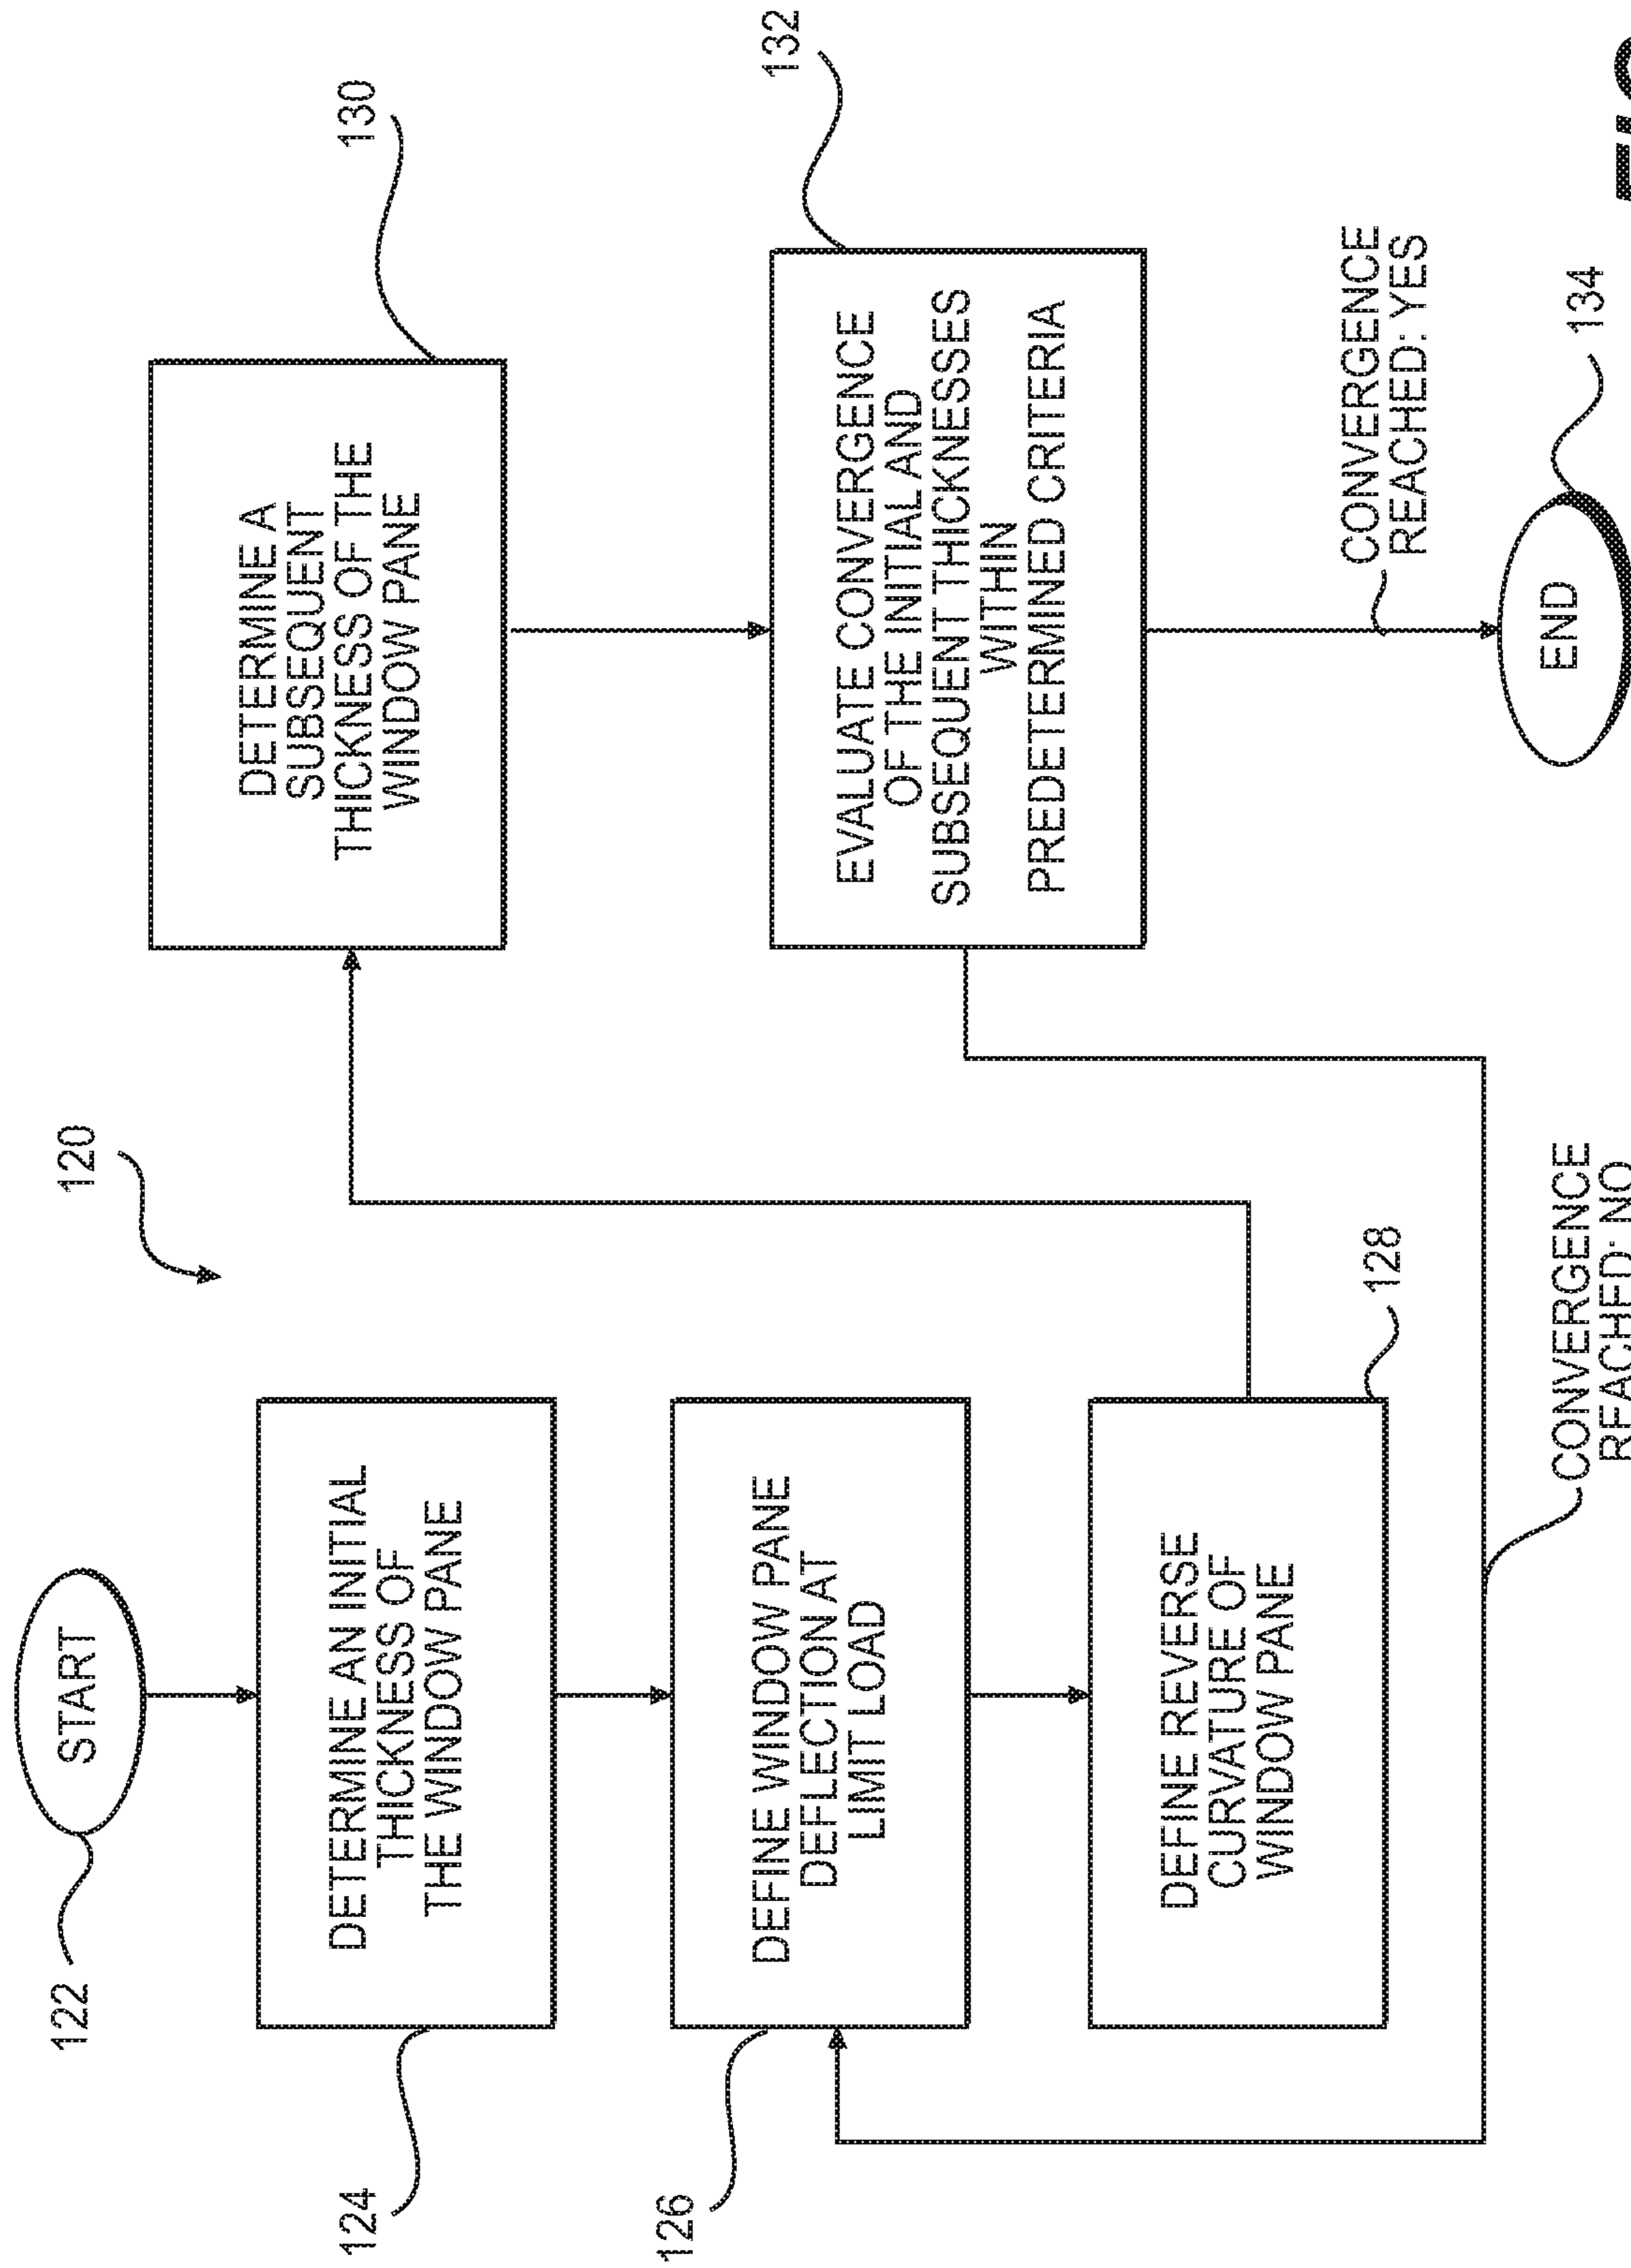 120
122
START
124
DETERMINE AN INITIAL
THICKNESS OF
THE WINDOW PANE
126
DEFINE WINDOW PANE
DEFLECTION AT
LIMIT LOAD
DEFINE REVERSE
CURVATURE OF
WINDOW PANE
128
CONVERGENCE
REACHED: NO
130
DETERMINE A
SUBSEQUENT
THICKNESS OF THE
WINDOW PANE
132
EVALUATE CONVERGENCE
OF THE INITIAL AND
SUBSEQUENT THICKNESSES
WITHIN
PREDETERMINED CRITERIA
CONVERGENCE
REACHED: YES
END
134